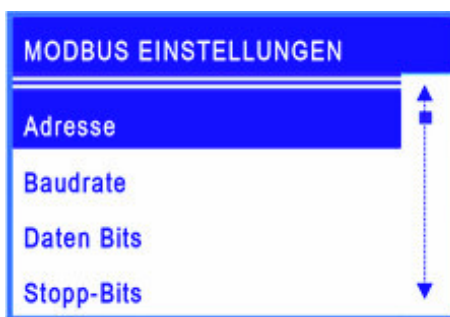 MODBUS EINSTELLUNGEN
Adresse
Baudrate
Daten Bits
Stopp-Bits